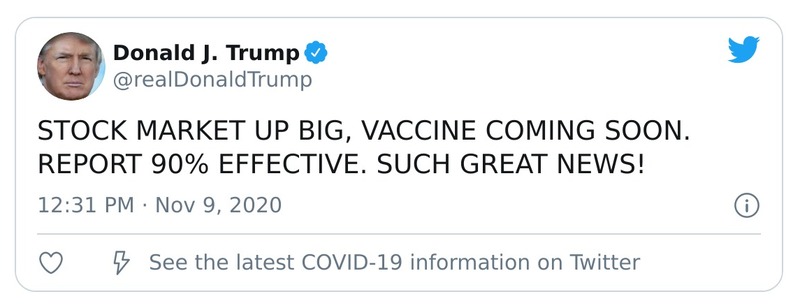 Donald J. Trump
@realDonaldTrump
STOCK MARKET UP BIG, VACCINE COMING SOON.
REPORT 90% EFFECTIVE. SUCH GREAT NEWS!
12:31 PM · Nov 9, 2020
See the latest COVID-19 information on Twitter